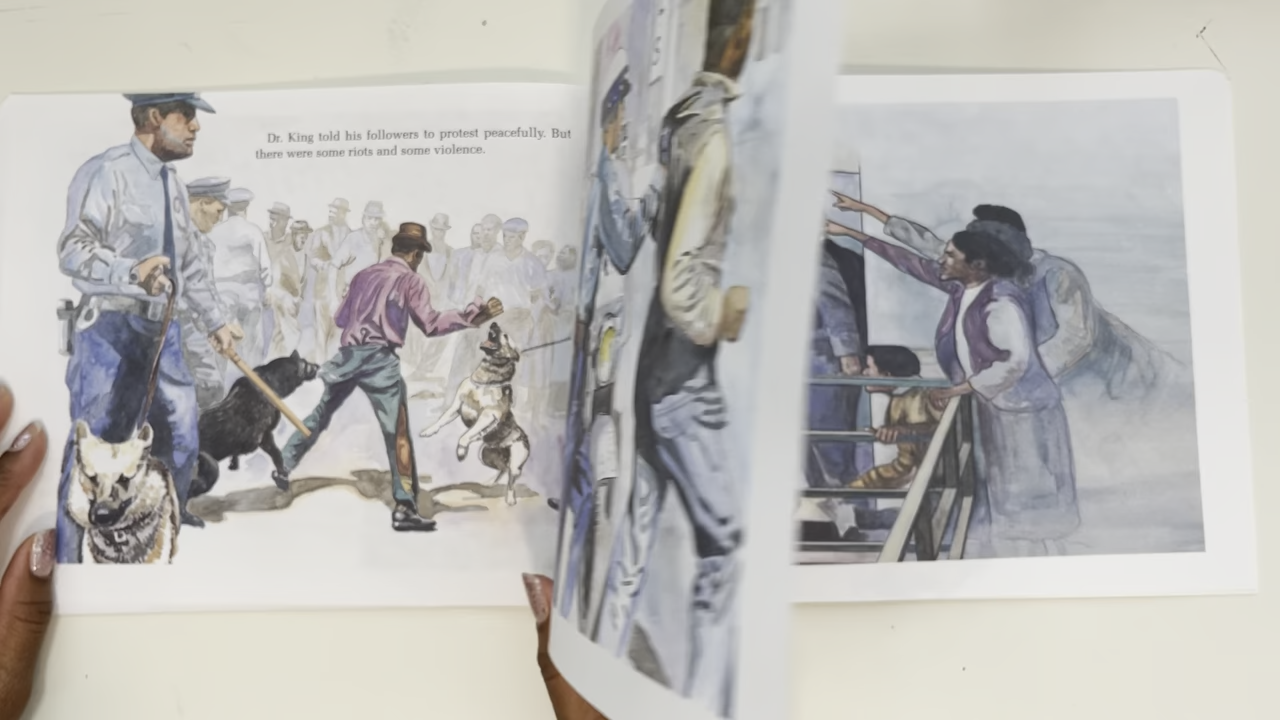 Dr. King told his followers to protest peacefully. But
there were some riots and some violence.